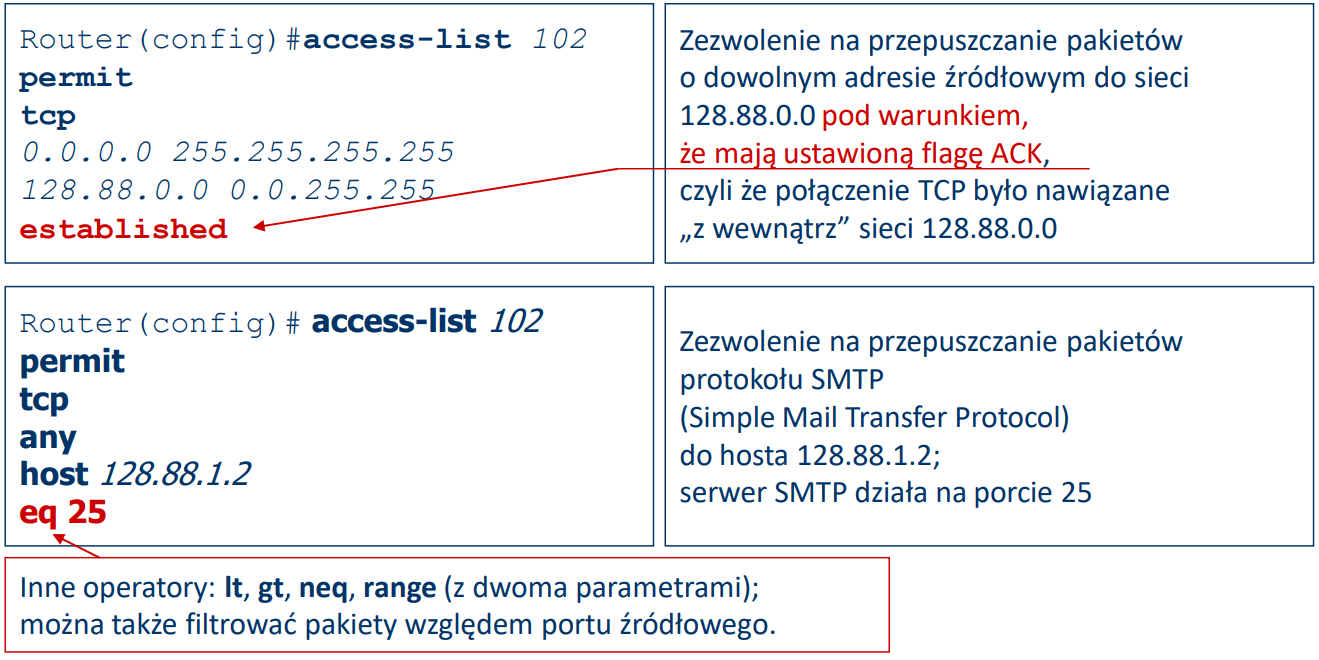 Router(config)#access-list 102
permit
tcp
0.0.0.0 255.255.255.255
128.88.0.0 0.0.255.255
established
Zezwolenie na przepuszczanie pakietów
o dowolnym adresie źródłowym do sieci
128.88.0.0 pod warunkiem,
że mają ustawioną flagę ACK,
czyli że połączenie TCP było nawiązane
„z wewnątrz” sieci 128.88.0.0
Router(config)# access-list 102
permit
tcp
any
host 128.88.1.2
eq 25
Zezwolenie na przepuszczanie pakietów
protokołu SMTP
(Simple Mail Transfer Protocol)
do hosta 128.88.1.2;
serwer SMTP działa na porcie 25
Inne operatory: lt, gt, neq, range (z dwoma parametrami);
można także filtrować pakiety względem portu źródłowego.